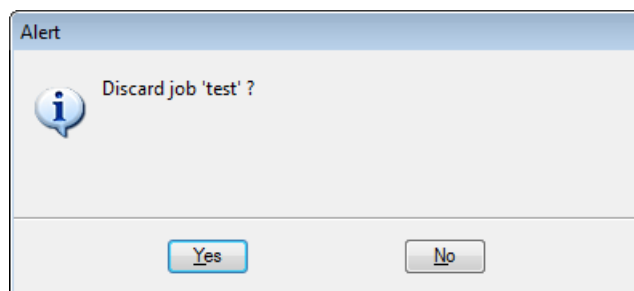 Alert
Discard job 'test' ?
Yes
No